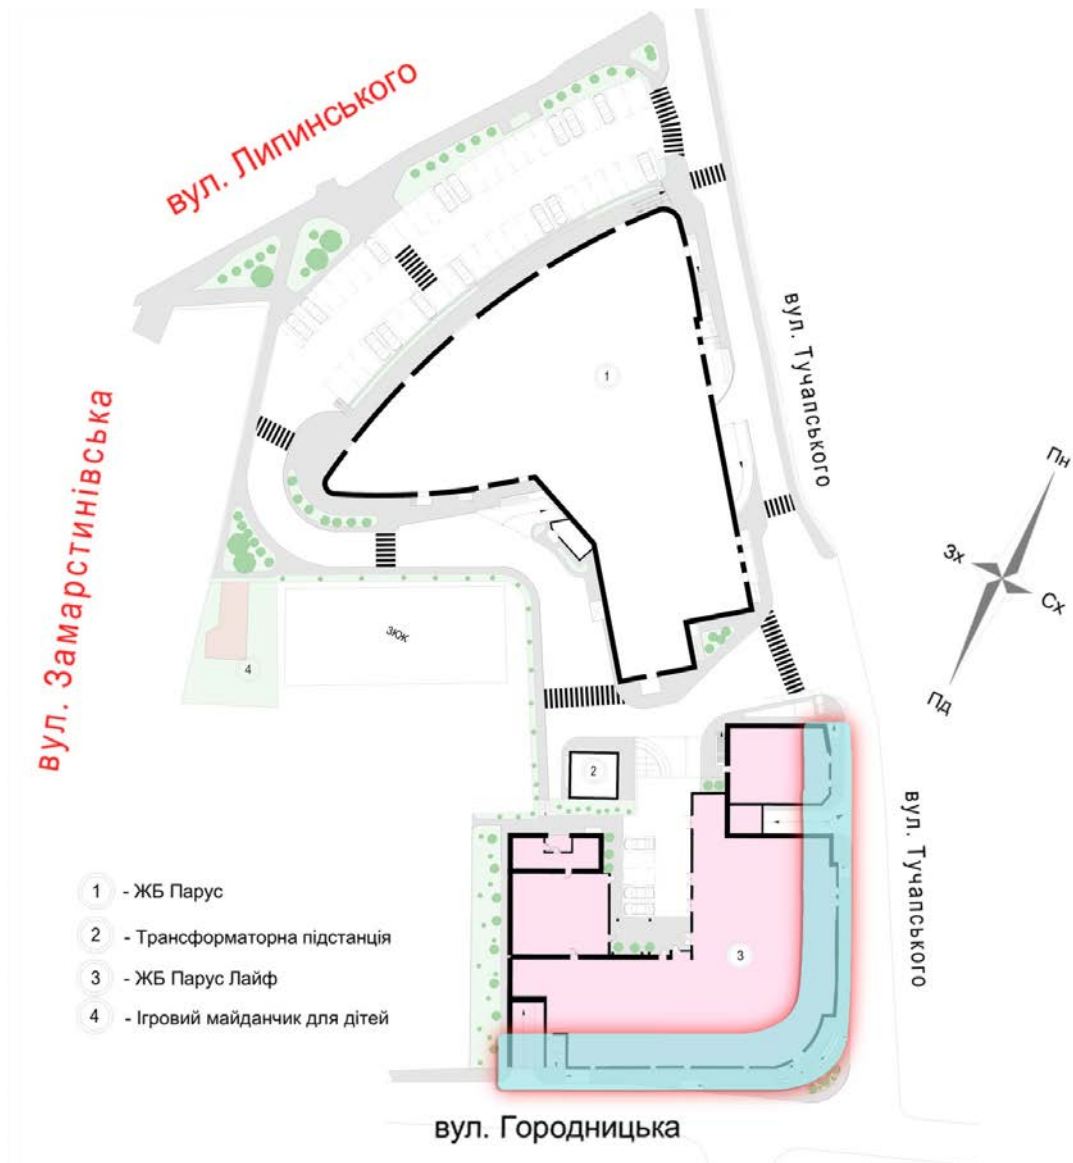 вул. Липинського
1
вул. Тучапського
вул. Замарстинівська
Пн
Зх
Сх
Пд
ЗЮК
4
2
вул. Тучапського
3
1 - ЖБ Парус
2 - Трансформаторна підстанція
3 - ЖБ Парус Лайф
4 - Ігровий майданчик для дітей
вул. Городницька